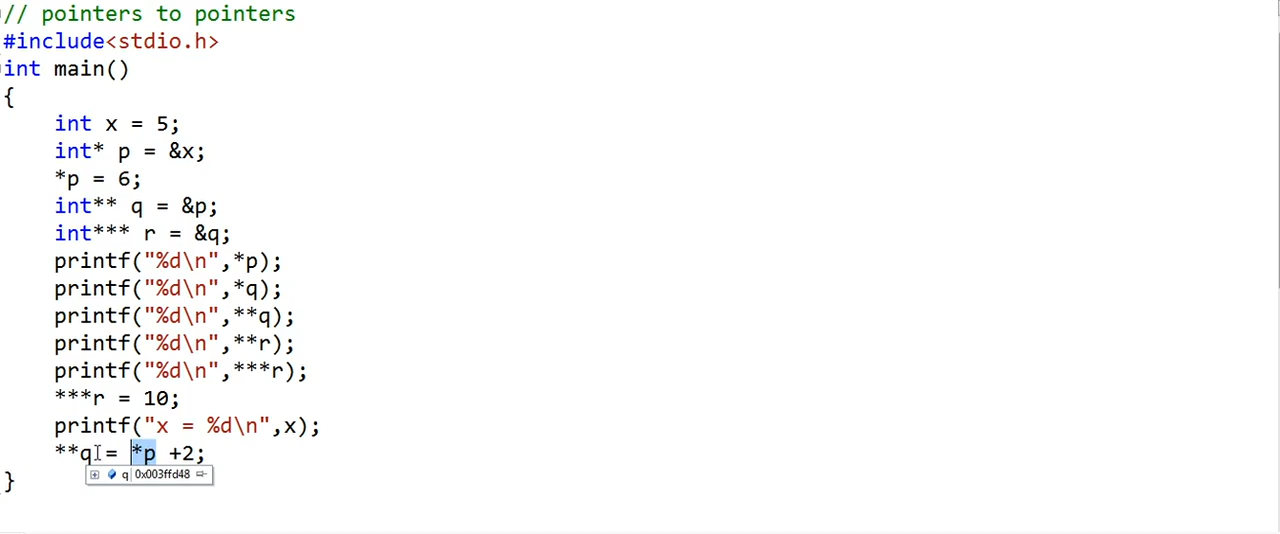 // pointers to pointers
#include<stdio.h>
int main()
{
    int x = 5;
    int* p = &x;
    *p = 6;
    int** q = &p;
    int*** r = &q;
    printf("%d\n",*p);
    printf("%d\n",*q);
    printf("%d\n",**q);
    printf("%d\n",**r);
    printf("%d\n",***r);
    ***r = 10;
    printf("x = %d\n",x);
    **q = *p +2;
q 0x003ffd48
}